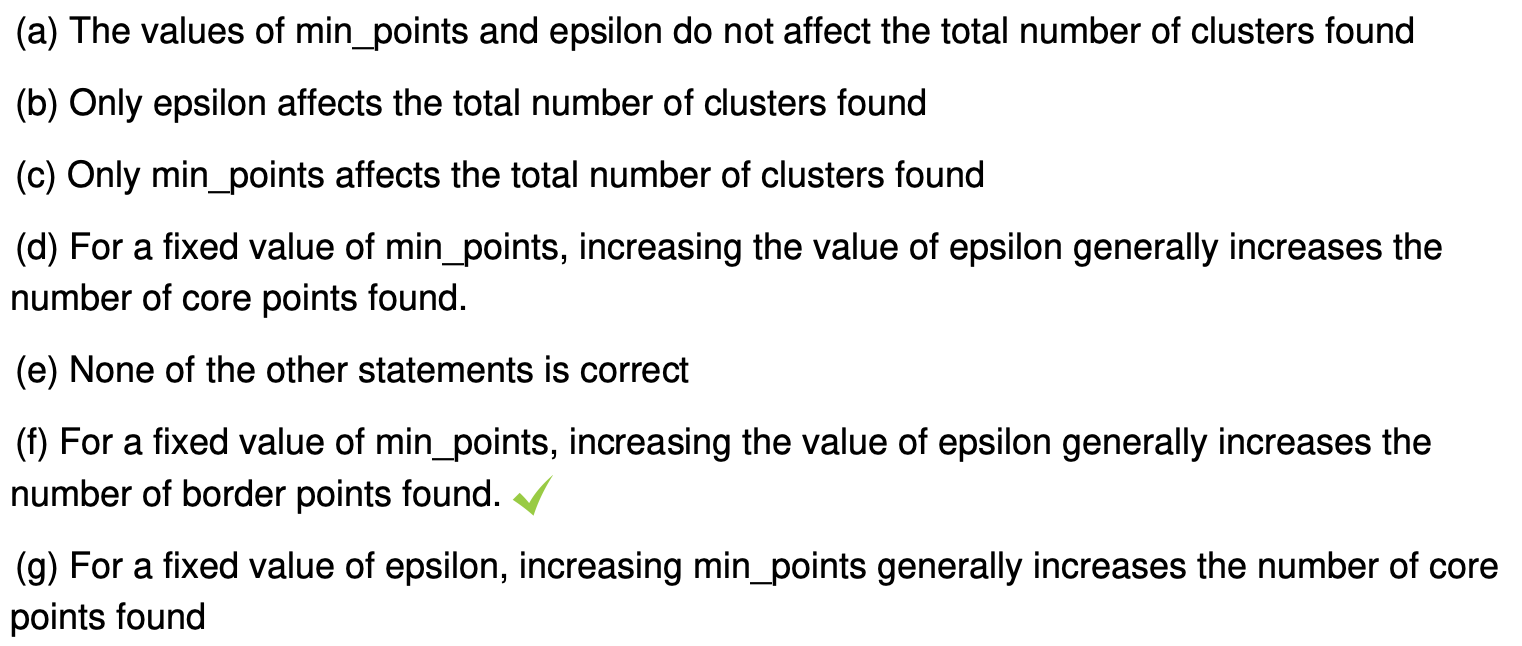 (a) The values of min_points and epsilon do not affect the total number of clusters found
(b) Only epsilon affects the total number of clusters found
(c) Only min_points affects the total number of clusters found
(d) For a fixed value of min_points, increasing the value of epsilon generally increases the
number of core points found.
(e) None of the other statements is correct
(f) For a fixed value of min_points, increasing the value of epsilon generally increases the
number of border points found.
(g) For a fixed value of epsilon, increasing min_points generally increases the number of core
points found